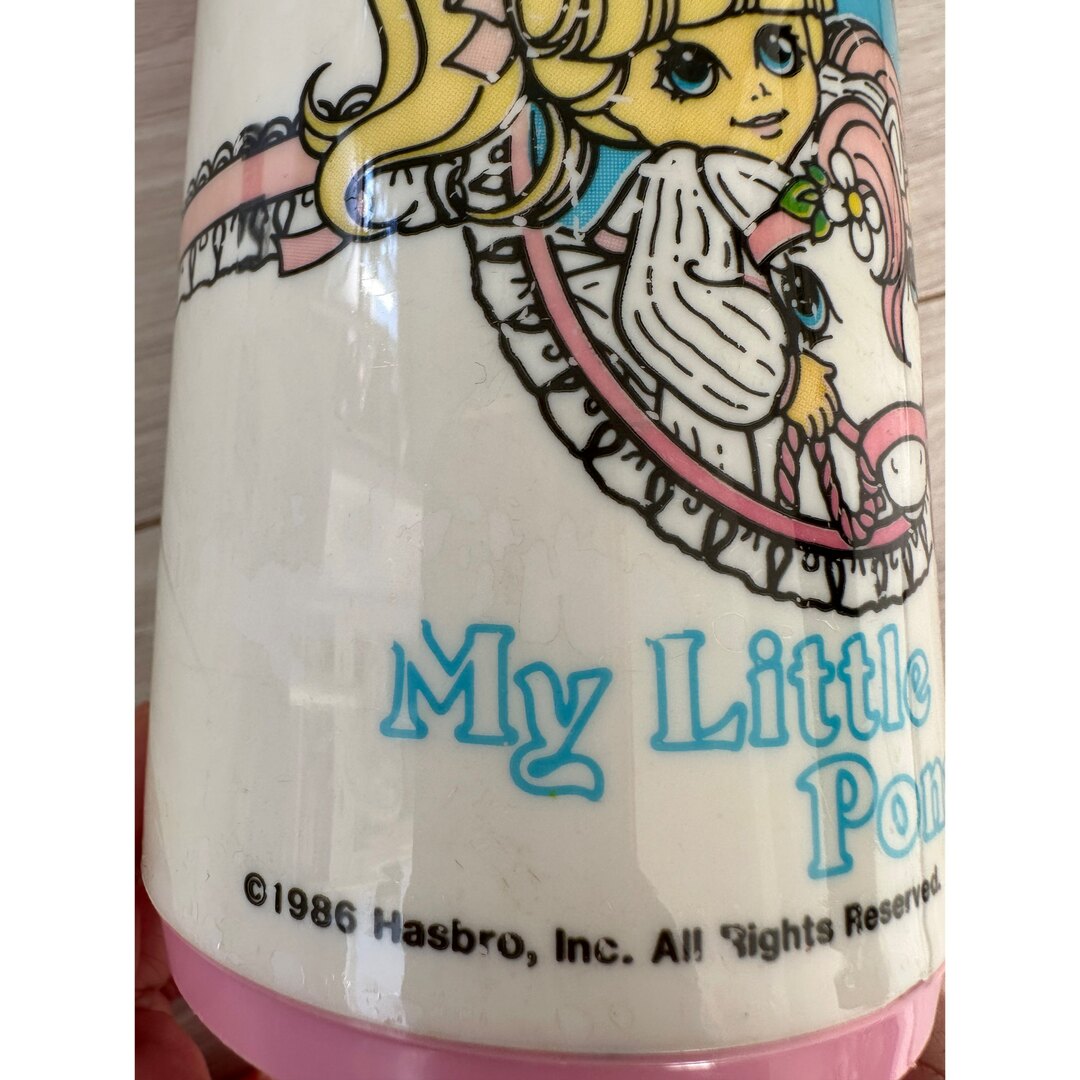 My Little
Pon
©1986 Hasbro, Inc. All Rights Reserved.